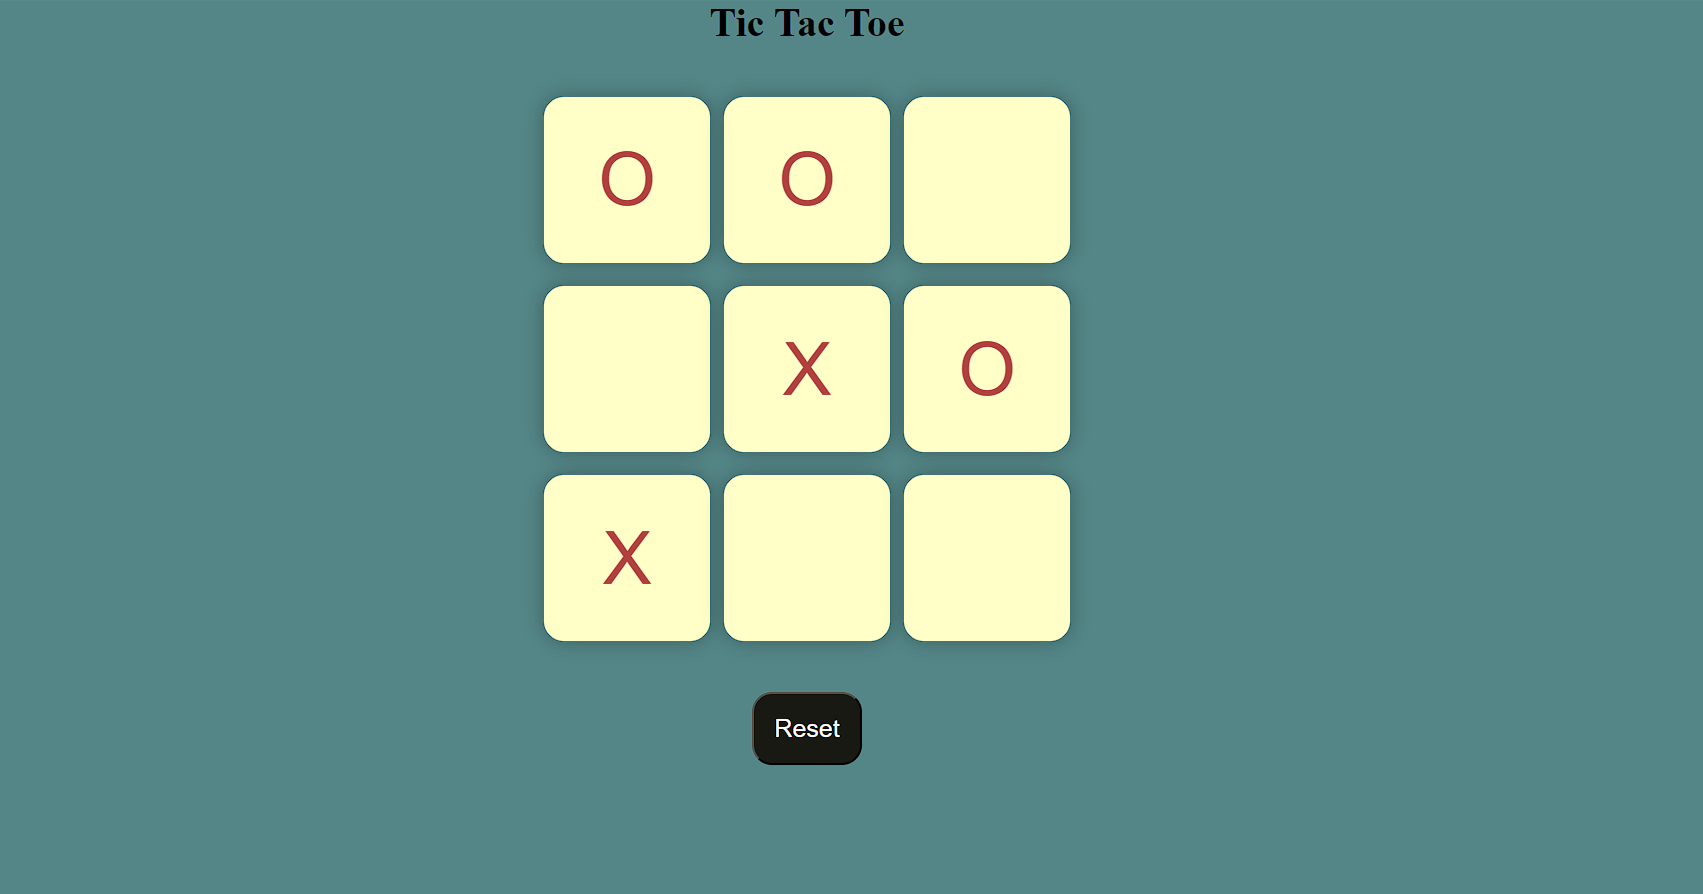 Tic Tac Toe
O O
X O
X
Reset